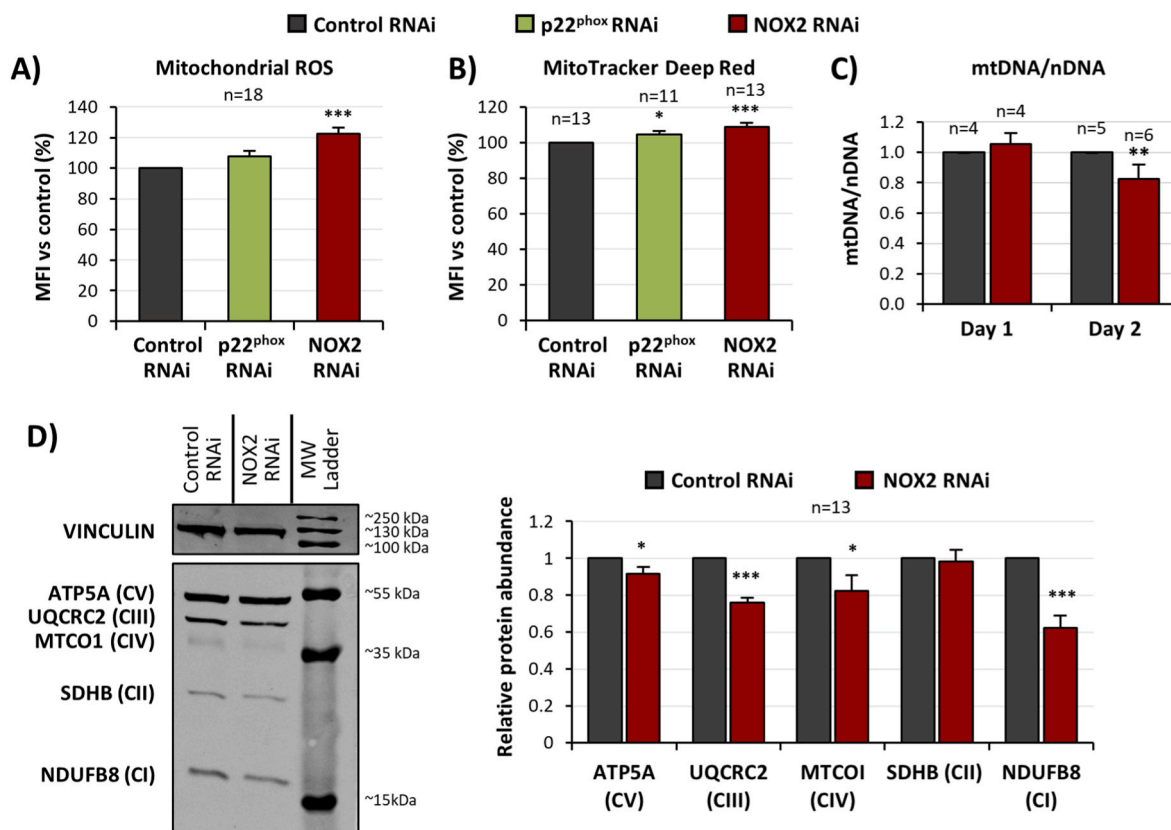 Control RNAi p22phox RNAi NOX2 RNAi
A)
Mitochondrial ROS
n=18
***
MFI vs control (%)
140
120
100
80
60
40
20
0
Control RNAi
p22phox RNAi
NOX2 RNAi
B)
MitoTracker Deep Red
n=13 n=11 n=13
* ***
MFI vs control (%)
120
100
80
60
40
20
0
Control RNAi
p22phox RNAi
NOX2 RNAi
C)
mtDNA/nDNA
n=4 n=4 n=5 n=6
**
mtDNA/nDNA
1.2
1.0
0.8
0.6
0.4
0.2
0.0
Day 1 Day 2
D)
Control RNAi
NOX2 RNAi
MW Ladder
VINCULIN
~250 kDa
~130 kDa
~100 kDa
ATP5A (CV)
UQCRC2 (CIII)
MTCO1 (CIV)
SDHB (CII)
NDUFB8 (CI)
~55 kDa
~35 kDa
~15kDa
Control RNAi NOX2 RNAi
n=13
* *** * ***
Relative protein abundance
1.2
1
0.8
0.6
0.4
0.2
0
ATP5A (CV)
UQCRC2 (CIII)
MTCOI (CIV)
SDHB (CII)
NDUFB8 (CI)